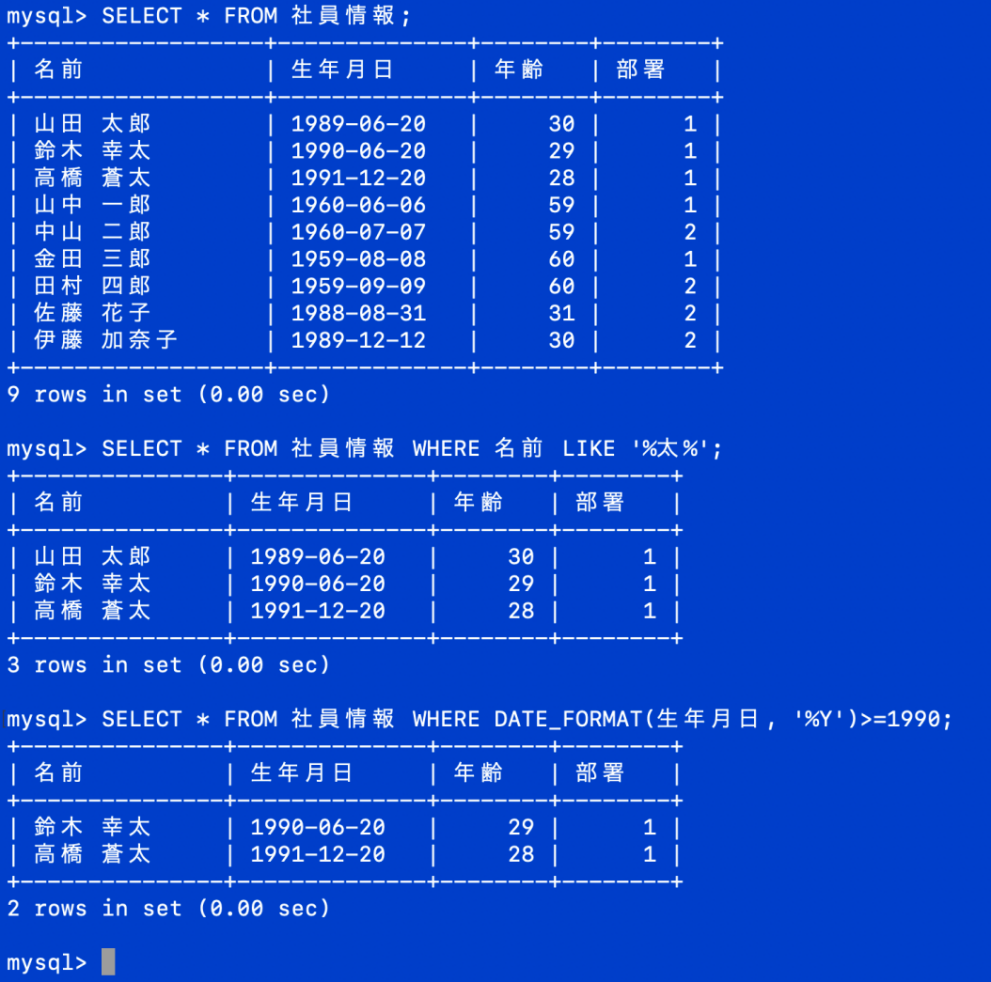 mysql> SELECT * FROM 社員情報;
+------------------+--------------+--------+--------+
| 名前 | 生年月日 | 年齢 | 部署 |
+------------------+--------------+--------+--------+
| 山田 太郎 | 1989-06-20 | 30 | 1 |
| 鈴木 幸太 | 1990-06-20 | 29 | 1 |
| 高橋 蒼太 | 1991-12-20 | 28 | 1 |
| 山中 一郎 | 1960-06-06 | 59 | 1 |
| 中山 二郎 | 1960-07-07 | 59 | 2 |
| 金田 三郎 | 1959-08-08 | 60 | 1 |
| 田村 四郎 | 1959-09-09 | 60 | 2 |
| 佐藤 花子 | 1988-08-31 | 31 | 2 |
| 伊藤 加奈子 | 1989-12-12 | 30 | 2 |
+------------------+--------------+--------+--------+
9 rows in set (0.00 sec)
mysql> SELECT * FROM 社員情報 WHERE 名前 LIKE '%太%';
+---------------+--------------+--------+--------+
| 名前 | 生年月日 | 年齢 | 部署 |
+---------------+--------------+--------+--------+
| 山田 太郎 | 1989-06-20 | 30 | 1 |
| 鈴木 幸太 | 1990-06-20 | 29 | 1 |
| 高橋 蒼太 | 1991-12-20 | 28 | 1 |
+---------------+--------------+--------+--------+
3 rows in set (0.00 sec)
mysql> SELECT * FROM 社員情報 WHERE DATE_FORMAT(生年月日, '%Y')>=1990;
+---------------+--------------+--------+--------+
| 名前 | 生年月日 | 年齢 | 部署 |
+---------------+--------------+--------+--------+
| 鈴木 幸太 | 1990-06-20 | 29 | 1 |
| 高橋 蒼太 | 1991-12-20 | 28 | 1 |
+---------------+--------------+--------+--------+
2 rows in set (0.00 sec)
mysql>